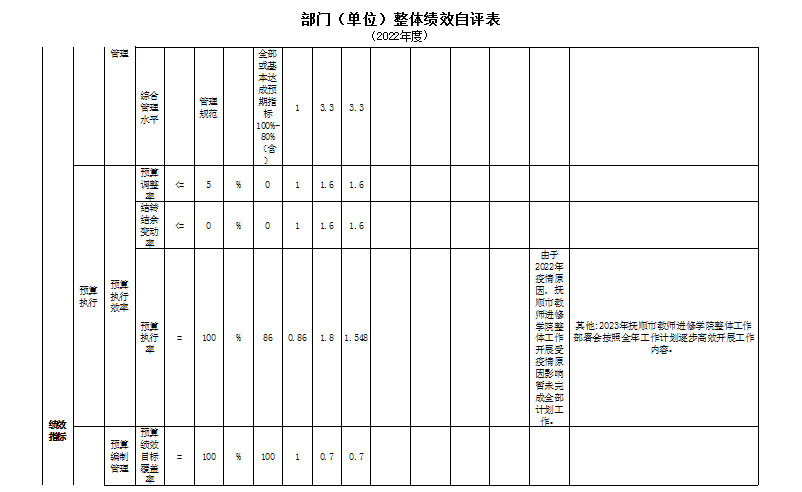 部门（单位）整体绩效自评表
（2022年度）
管理
综合
管理
水平
管理
规范
全部
或基
本达
成预
期指
标
100%-
80%
（含
）
1
3.3
3.3
预算
调整
率
<=
5
%
0
1
1.6
1.6
结转
结余
变动
率
<=
0
%
0
1
1.6
1.6
预算
执行
预算
执行
效率
预算
执行
率
=
100
%
86
0.86
1.8
1.548
由于
2022年
疫情原
因，抚
顺市教
师进修
学院整
体工作
开展受
疫情原
因影响
暂未完
成全部
计划工
作。
其他:2023年抚顺市教师进修学院整体工作
部署会按照全年工作计划逐步高效开展工作
内容。
绩效
指标
预算
编制
管理
预算
绩效
目标
覆盖
率
=
100
%
100
1
0.7
0.7